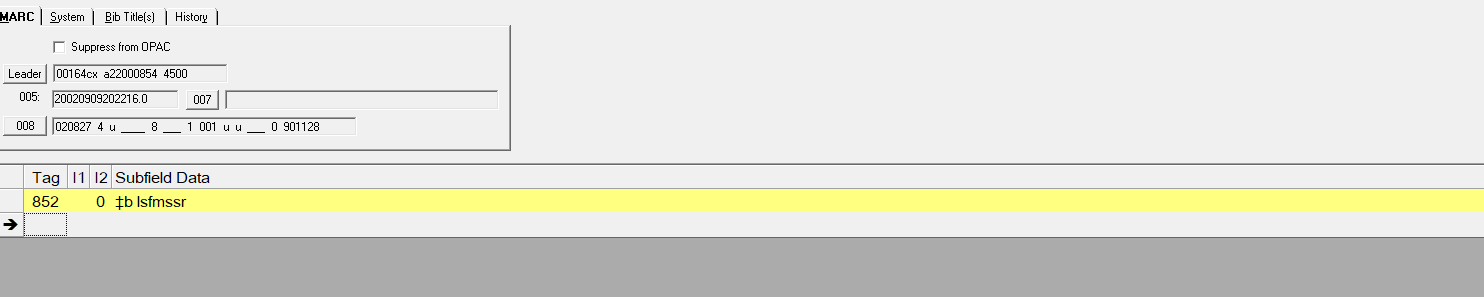 MARC System Bib Title(s) History
Suppress from OPAC
Leader 00164cx a22000854 4500
005: 20020909202216.0 007
008 020827 4 u ____ 8 ___ 1 001 u u ___ 0 901128
Tag I1 I2 Subfield Data
852 0 ‡b lsfmssr